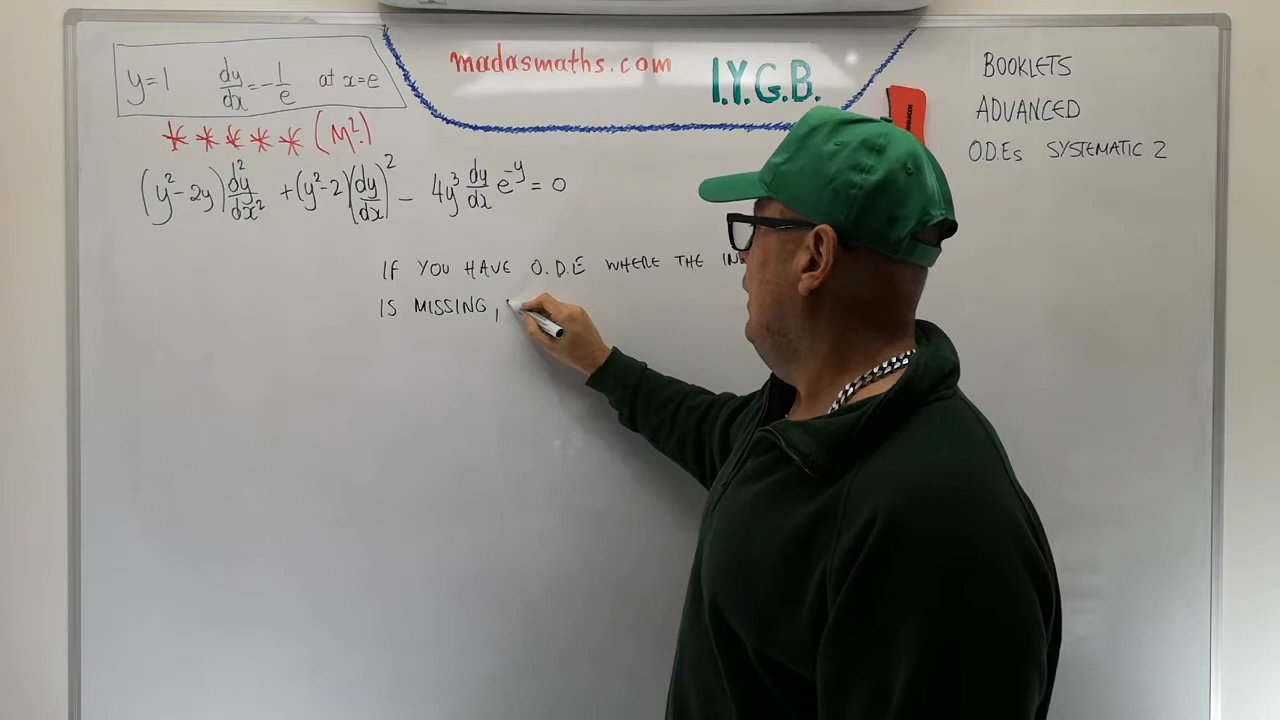 y=1 dy/dx=-1/e at x=e
madasmaths.com
I.Y.G.B.
BOOKLETS
ADVANCED
O.D.Es SYSTEMATIC 2
***** (M².)
(y²-2y)d²y/dx² +(y²-2)(dy/dx)² - 4y³ dy/dx e^-y = 0
IF YOU HAVE O.D.E WHERE THE
IS MISSING,